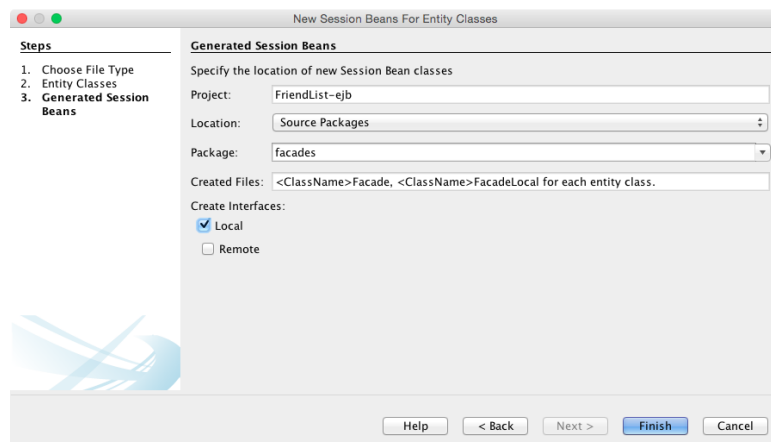 New Session Beans For Entity Classes
Steps
1. Choose File Type
2. Entity Classes
3. Generated Session
Beans
Generated Session Beans
Specify the location of new Session Bean classes
Project: FriendList-ejb
Location: Source Packages
Package: facades
Created Files: <ClassName>Facade, <ClassName>FacadeLocal for each entity class.
Create Interfaces:
Local
Remote
Help < Back Next > Finish Cancel